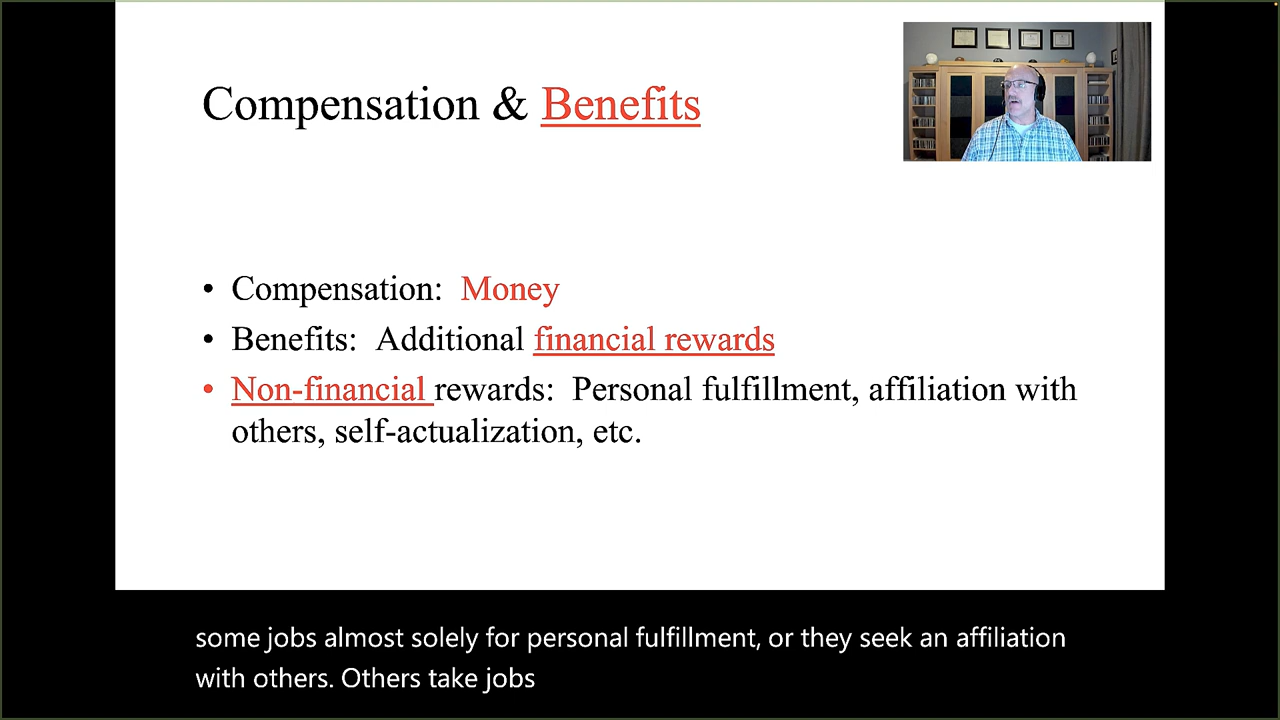 Compensation & Benefits
• Compensation: Money
• Benefits: Additional financial rewards
• Non-financial rewards: Personal fulfillment, affiliation with
others, self-actualization, etc.
some jobs almost solely for personal fulfillment, or they seek an affiliation
with others. Others take jobs